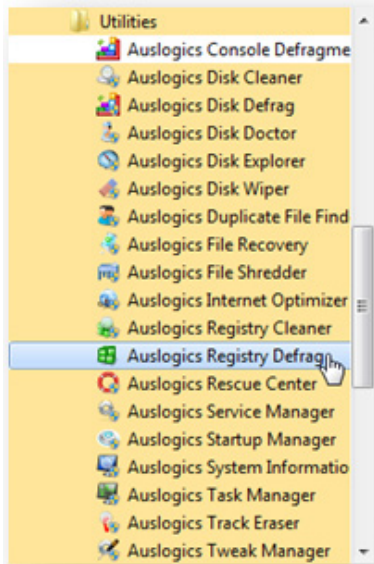 Utilities
Auslogics Console Defragme
Auslogics Disk Cleaner
Auslogics Disk Defrag
Auslogics Disk Doctor
Auslogics Disk Explorer
Auslogics Disk Wiper
Auslogics Duplicate File Find
Auslogics File Recovery
Auslogics File Shredder
Auslogics Internet Optimizer
Auslogics Registry Cleaner
Auslogics Registry Defrag
Auslogics Rescue Center
Auslogics Service Manager
Auslogics Startup Manager
Auslogics System Informatio
Auslogics Task Manager
Auslogics Track Eraser
Auslogics Tweak Manager